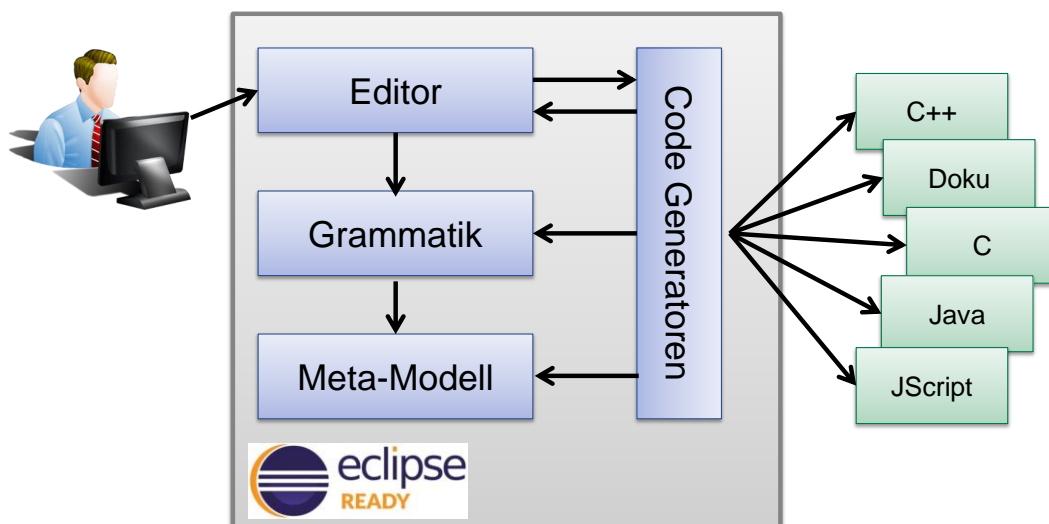 Editor
Grammatik
Meta-Modell
Code Generatoren
C++
Doku
C
Java
JScript
eclipse
READY